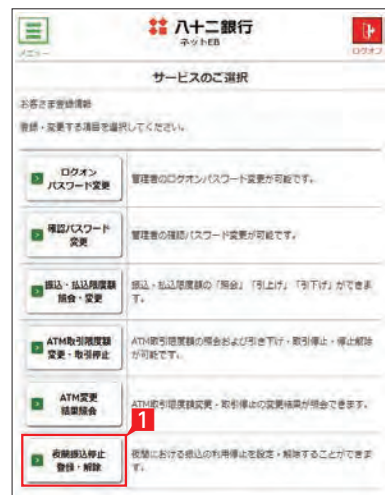 八十二銀行
ネットEB
メニュー
ログオフ
サービスのご選択
お客さま登録情報
登録・変更する項目を選択してください。
ログオン
パスワード変更
管理者のログオンパスワード変更が可能です。
確認パスワード
変更
管理者の確認パスワード変更が可能です。
振込・払込限度額
照会・変更
振込・払込限度額の「照会」「引上げ」「引下げ」ができま
す。
ATM取引限度額
変更・取引停止
ATM取引限度額の照会および引き下げ・取引停止・停止解除
が可能です。
ATM変更
結果照会
ATM取引限度額変更・取引停止の変更結果が照会できます。
1
夜間振込停止
登録・解除
夜間における振込の利用停止を設定・解除することができま
す。